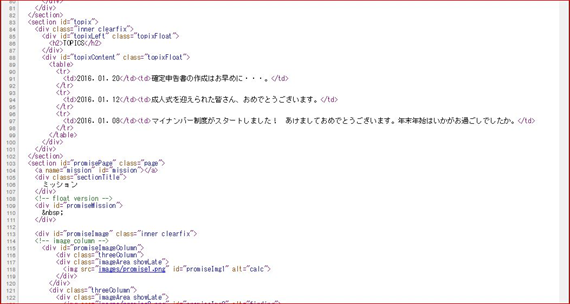 80 </div>
81 </div>
82 </section>
83 <section id="topix">
84 <div class="inner clearfix">
85 <div id="topixLeft" class="topixFloat">
86 <h2>TOPICS</h2>
87 </div>
88 <div id="topixContent" class="topixFloat">
89 <table>
90 <tr>
91 <td>2016．01．20</td><td>確定申告書の作成はお早めに・・・。</td>
92 </tr>
93 <tr>
94 <td>2016．01．12</td><td>成人式を迎えられた皆さん、おめでとうございます。</td>
95 </tr>
96 <tr>
97 <td>2016．01．08</td><td>マイナンバー制度がスタートしました！　あけましておめでとうございます。年末年始はいかがお過ごしでしたか。</td>
98 </tr>
99 </table>
100 </div>
101 </div>
102 </section>
103 <section id="promisePage" class="page">
104 <a name="mission" id="mission"></a>
105 <div class="sectionTitle">
106 ミッション
107 </div>
108 <!-- float version -->
109 <div id="promiseMission">
110 &nbsp;
111 </div>
112
113 <div id="promiseImage" class="inner clearfix">
114 <!-- image_column -->
115 <div id="promiseImageColumn">
116 <div class="threeColumn">
117 <div class="imageArea showLate">
118 <img src="images/promise1.png" id="promiseImg1" alt="calc">
119 </div>
120 </div>
121 <div class="threeColumn">
122 <div class="imageArea showLate">